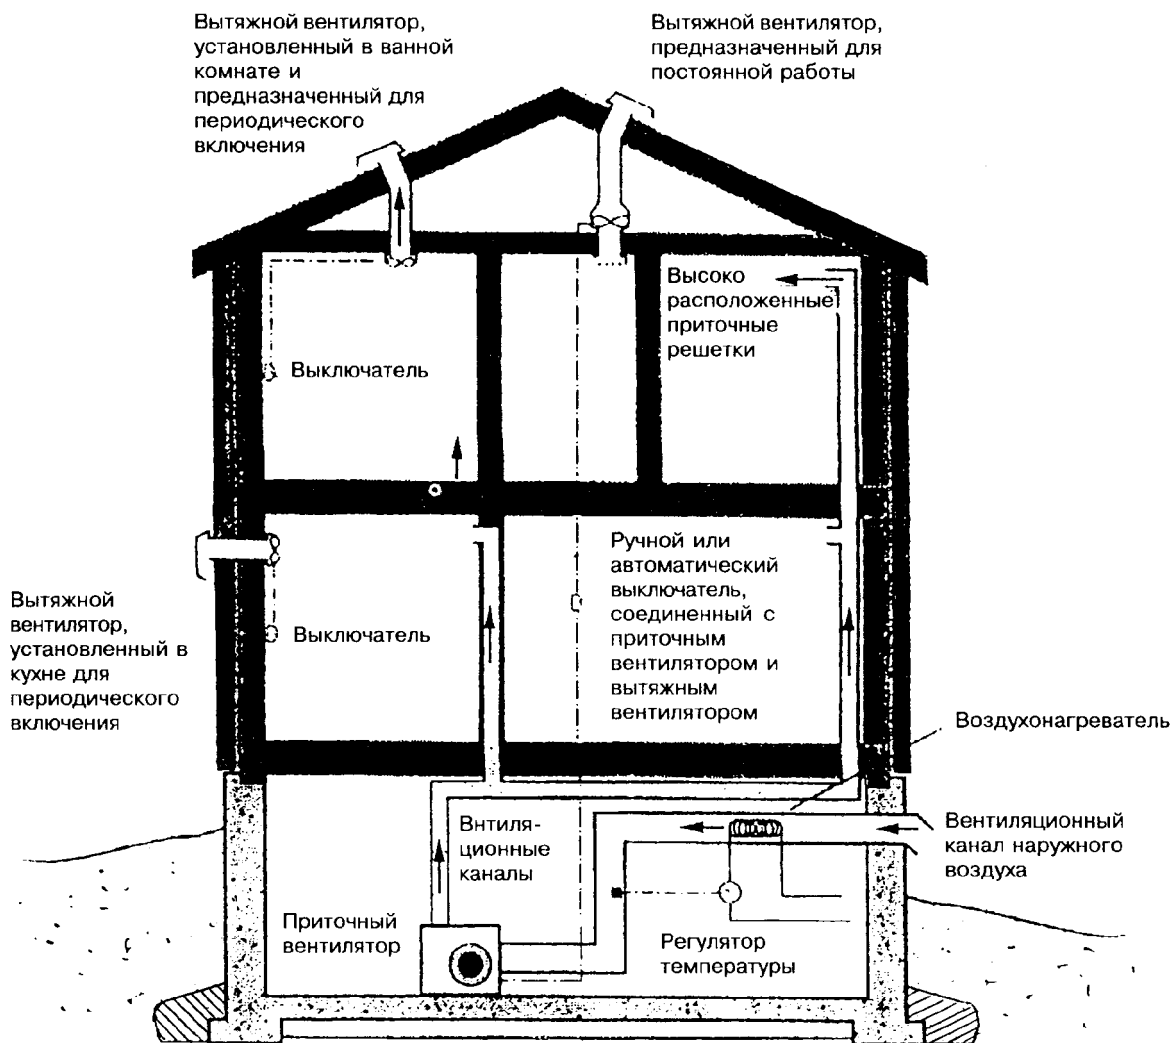 Вытяжной вентилятор,
установленный в ванной
комнате и
предназначенный для
периодического
включения
Вытяжной вентилятор,
предназначенный для
постоянной работы
Высоко
расположенные
приточные
решетки
Выключатель
Ручной или
автоматический
выключатель,
соединенный с
приточным
вентилятором и
вытяжным
вентилятором
Вытяжной
вентилятор,
установленный в
кухне для
периодического
включения
Выключатель
Воздухонагреватель
Внтиля-
ционные
каналы
Вентиляционный
канал наружного
воздуха
Приточный
вентилятор
Регулятор
температуры